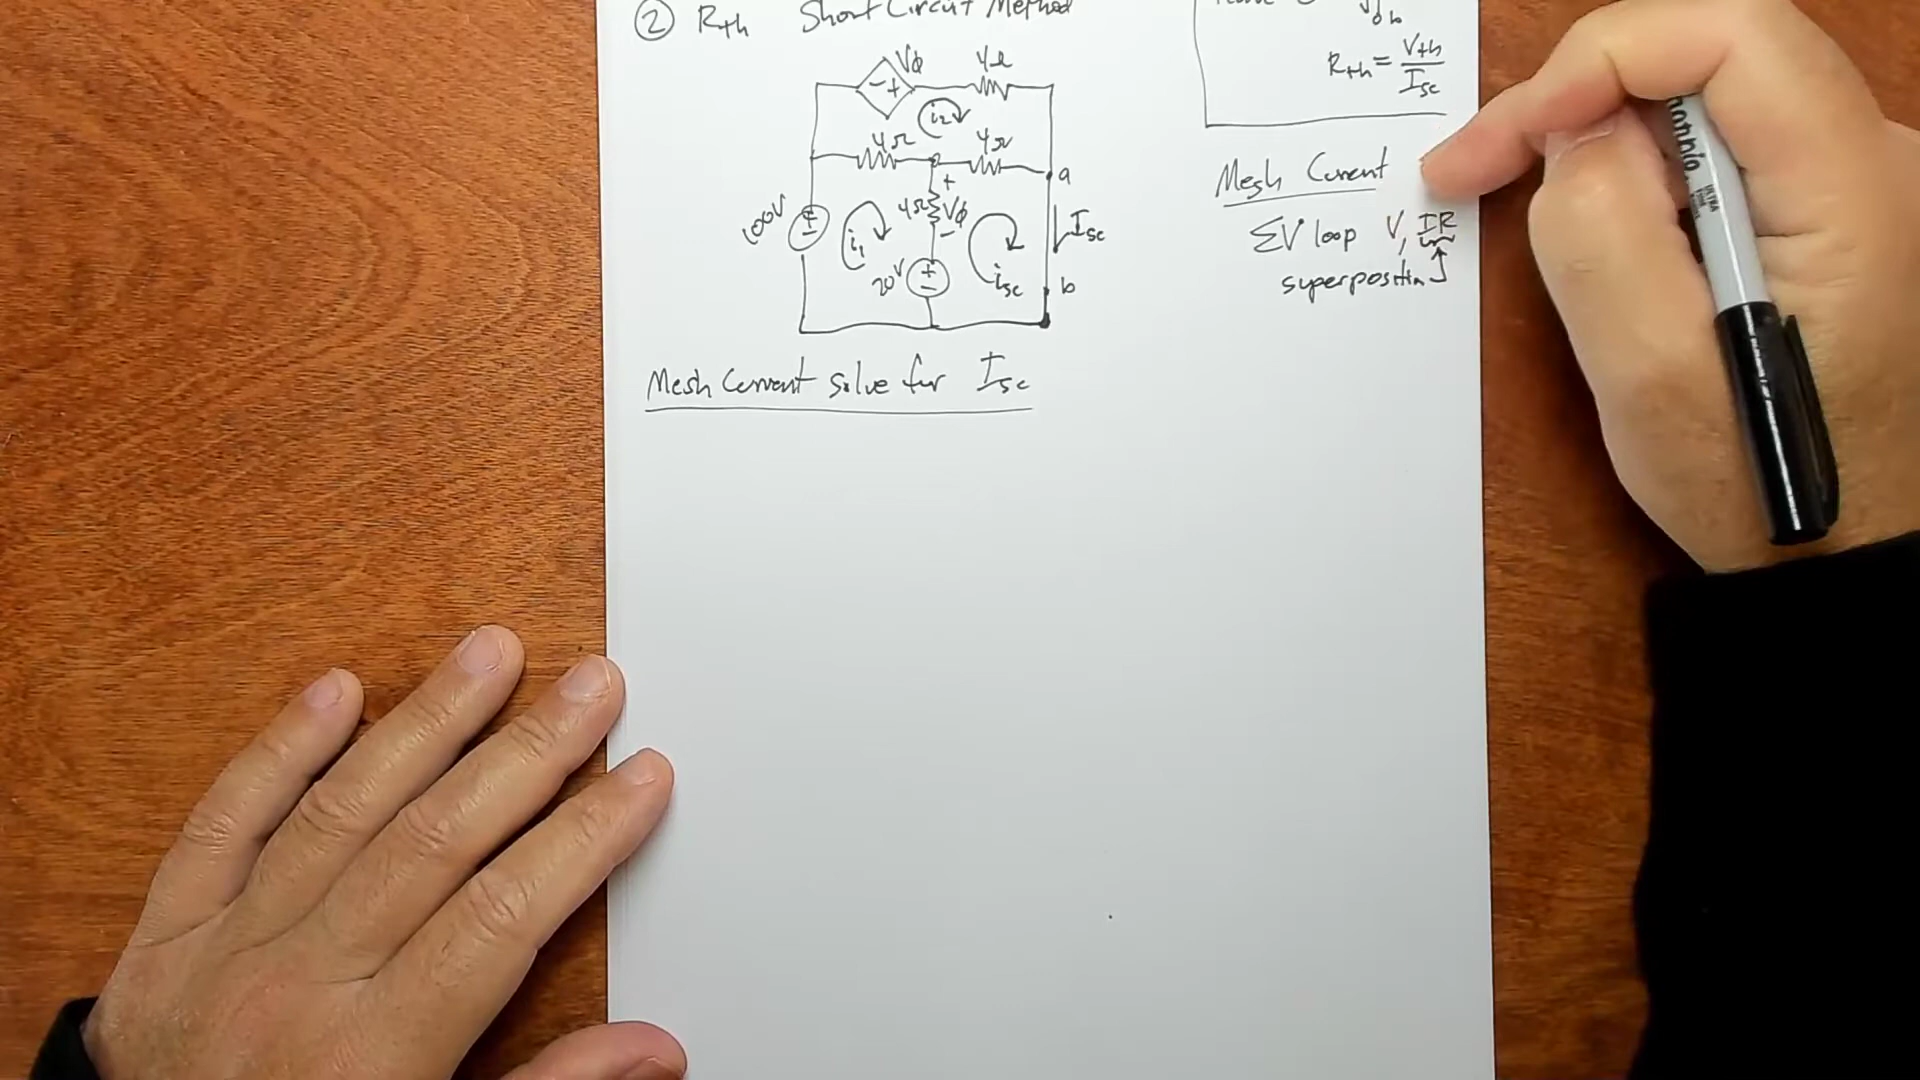 ② Rth Short Circuit Method
Vφ 4Ω
- +
i2
4Ω 4Ω
a
+
100V + - i1 4Ω Vφ - isc Isc
20V + -
b
Mesh Current solve for Isc
Rth = Vth / Isc
Mesh Current
ΣV loop V, IR
superposition